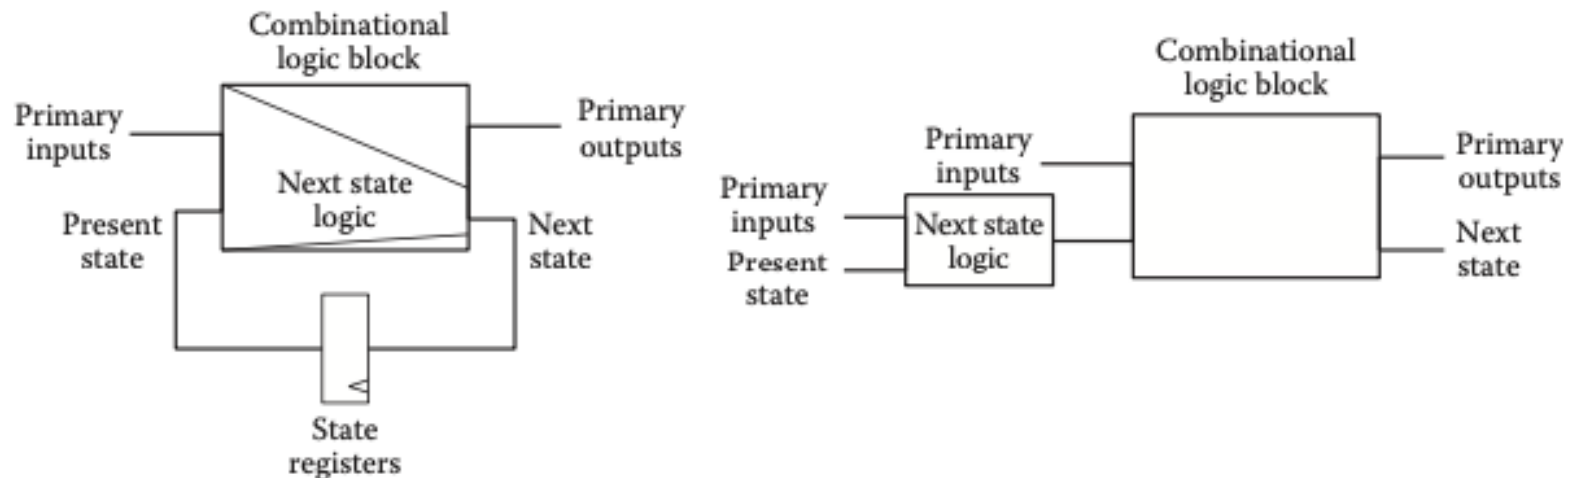 Combinational
logic block
Primary
inputs
Primary
outputs
Next state
logic
Present
state
Next
state
State
registers
Combinational
logic block
Primary
inputs
Primary
outputs
Primary
inputs
Next state
logic
Present
state
Next
state